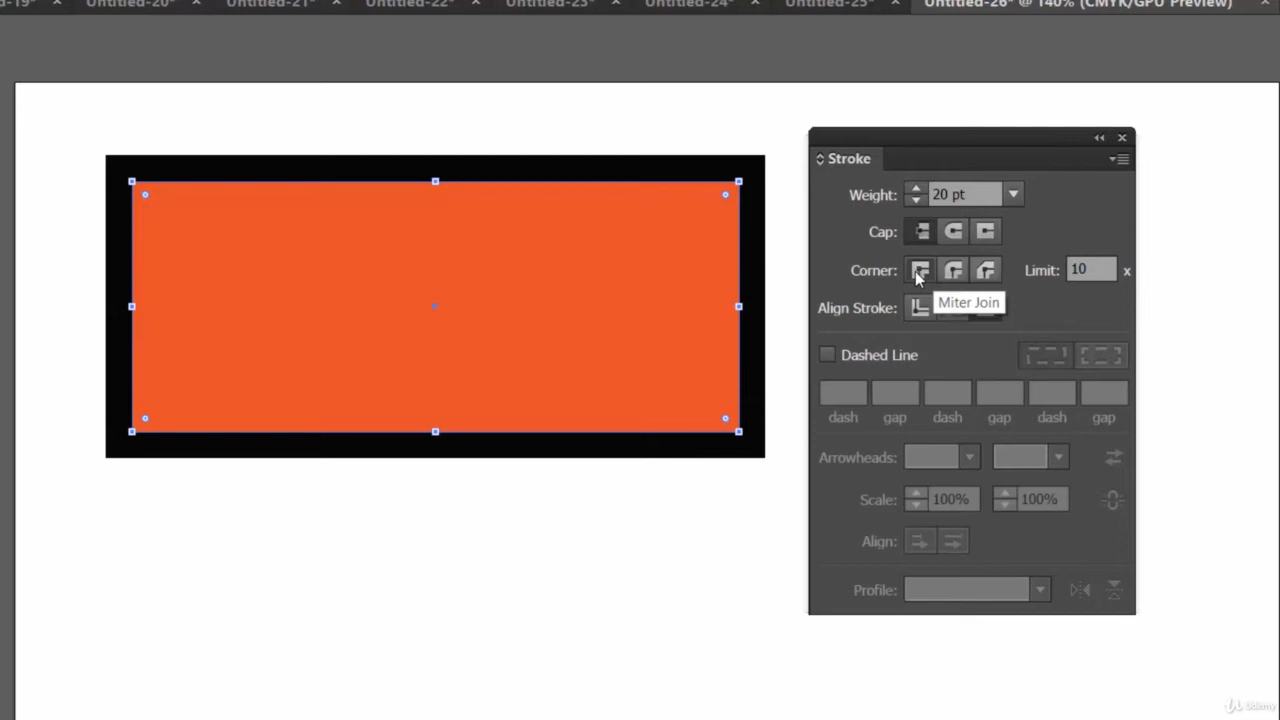 d-19* × Untitled-20* × Untitled-21* × Untitled-22* × Untitled-23* × Untitled-24* × Untitled-25* × Untitled-26* @ 140% (CMYK/GPU Preview) ×
Stroke
Weight: 20 pt
Cap:
Corner: Limit: 10 x
Miter Join
Align Stroke:
Dashed Line
dash gap dash gap dash gap
Arrowheads:
Scale: 100% 100%
Align:
Profile:
Udemy